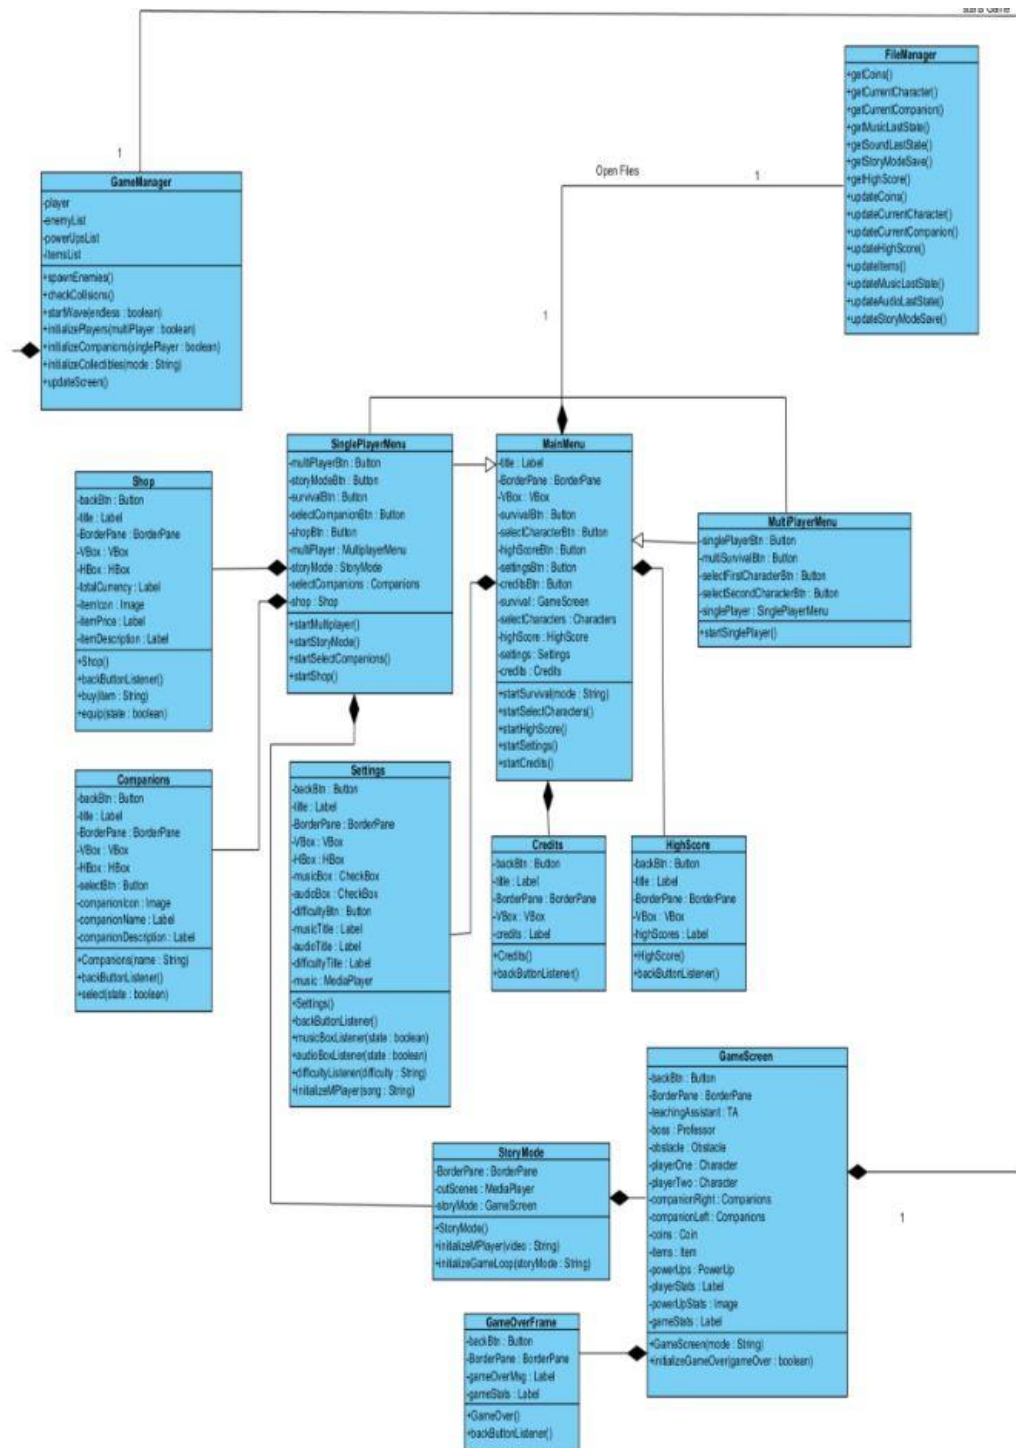 FileManager
+getCoins()
+getCurrentCharacter()
+getCurrentCompanion()
+getMusicLastState()
+getSoundLastState()
+getStoryModeSave()
+getHighScore()
+updateCoins()
+updateCurrentCharacter()
+updateCurrentCompanion()
+updateHighScore()
+updateItems()
+updateMusicLastState()
+updateAudioLastState()
+updateStoryModeSave()
1
Open Files
1
1
GameManager
-player
-enemyList
-powerUpsList
-itemsList
+spawnEnemies()
+checkCollisions()
+startWave(endless : boolean)
+initializePlayers(multiPlayer : boolean)
+initializeCompanions(singlePlayer : boolean)
+initializeCollectibles(mode : String)
+updateScreen()
SinglePlayerMenu
-multiPlayerBtn : Button
-storyModeBtn : Button
-survivalBtn : Button
-selectCompanionBtn : Button
-shopBtn : Button
-multiPlayer : MultiplayerMenu
-storyMode : StoryMode
-selectCompanions : Companions
-shop : Shop
+startMultiplayer()
+startStoryMode()
+startSelectCompanions()
+startShop()
MainMenu
-title : Label
-BorderPane : BorderPane
-VBox : VBox
-survivalBtn : Button
-selectCharacterBtn : Button
-highScoreBtn : Button
-settingsBtn : Button
-creditsBtn : Button
-survival : GameScreen
-selectCharacters : Characters
-highScore : HighScore
-settings : Settings
-credits : Credits
+startSurvival(mode : String)
+startSelectCharacters()
+startHighScore()
+startSettings()
+startCredits()
MultiPlayerMenu
-singlePlayerBtn : Button
-multiSurvivalBtn : Button
-selectFirstCharacterBtn : Button
-selectSecondCharacterBtn : Button
-singlePlayer : SinglePlayerMenu
+startSinglePlayer()
Shop
-backBtn : Button
-title : Label
-BorderPane : BorderPane
-VBox : VBox
-HBox : HBox
-totalCurrency : Label
-itemIcon : Image
-itemPrice : Label
-itemDescription : Label
+Shop()
+backButtonListener()
+buy(item : String)
+equip(state : boolean)
Companions
-backBtn : Button
-title : Label
-BorderPane : BorderPane
-VBox : VBox
-HBox : HBox
-selectBtn : Button
-companionIcon : Image
-companionName : Label
-companionDescription : Label
+Companions(name : String)
+backButtonListener()
+select(state : boolean)
Settings
-backBtn : Button
-title : Label
-BorderPane : BorderPane
-VBox : VBox
-HBox : HBox
-musicBox : CheckBox
-audioBox : CheckBox
-difficultyBtn : Button
-musicTitle : Label
-audioTitle : Label
-difficultyTitle : Label
-music : MediaPlayer
+Settings()
+backButtonListener()
+musicBoxListener(state : boolean)
+audioBoxListener(state : boolean)
+difficultyListener(difficulty : String)
+initializeMPlayer(song : String)
Credits
-backBtn : Button
-title : Label
-BorderPane : BorderPane
-VBox : VBox
-credits : Label
+Credits()
+backButtonListener()
HighScore
-backBtn : Button
-title : Label
-BorderPane : BorderPane
-VBox : VBox
-highScores : Label
+HighScore()
+backButtonListener()
GameScreen
-backBtn : Button
-BorderPane : BorderPane
-teachingAssistant : TA
-boss : Professor
-obstacle : Obstacle
-playerOne : Character
-playerTwo : Character
-companionRight : Companions
-companionLeft : Companions
-coins : Coin
-items : Item
-powerUps : PowerUp
-playerStats : Label
-powerUpStats : Image
-gameStats : Label
+GameScreen(mode : String)
+initializeGameOver(gameOver : boolean)
1
StoryMode
-BorderPane : BorderPane
-cutScenes : MediaPlayer
-storyMode : GameScreen
+StoryMode()
+initializeMPlayer(video : String)
+initializeGameLoop(storyMode : String)
GameOverFrame
-backBtn : Button
-BorderPane : BorderPane
-gameOverMsg : Label
-gameStats : Label
+GameOver()
+backButtonListener()